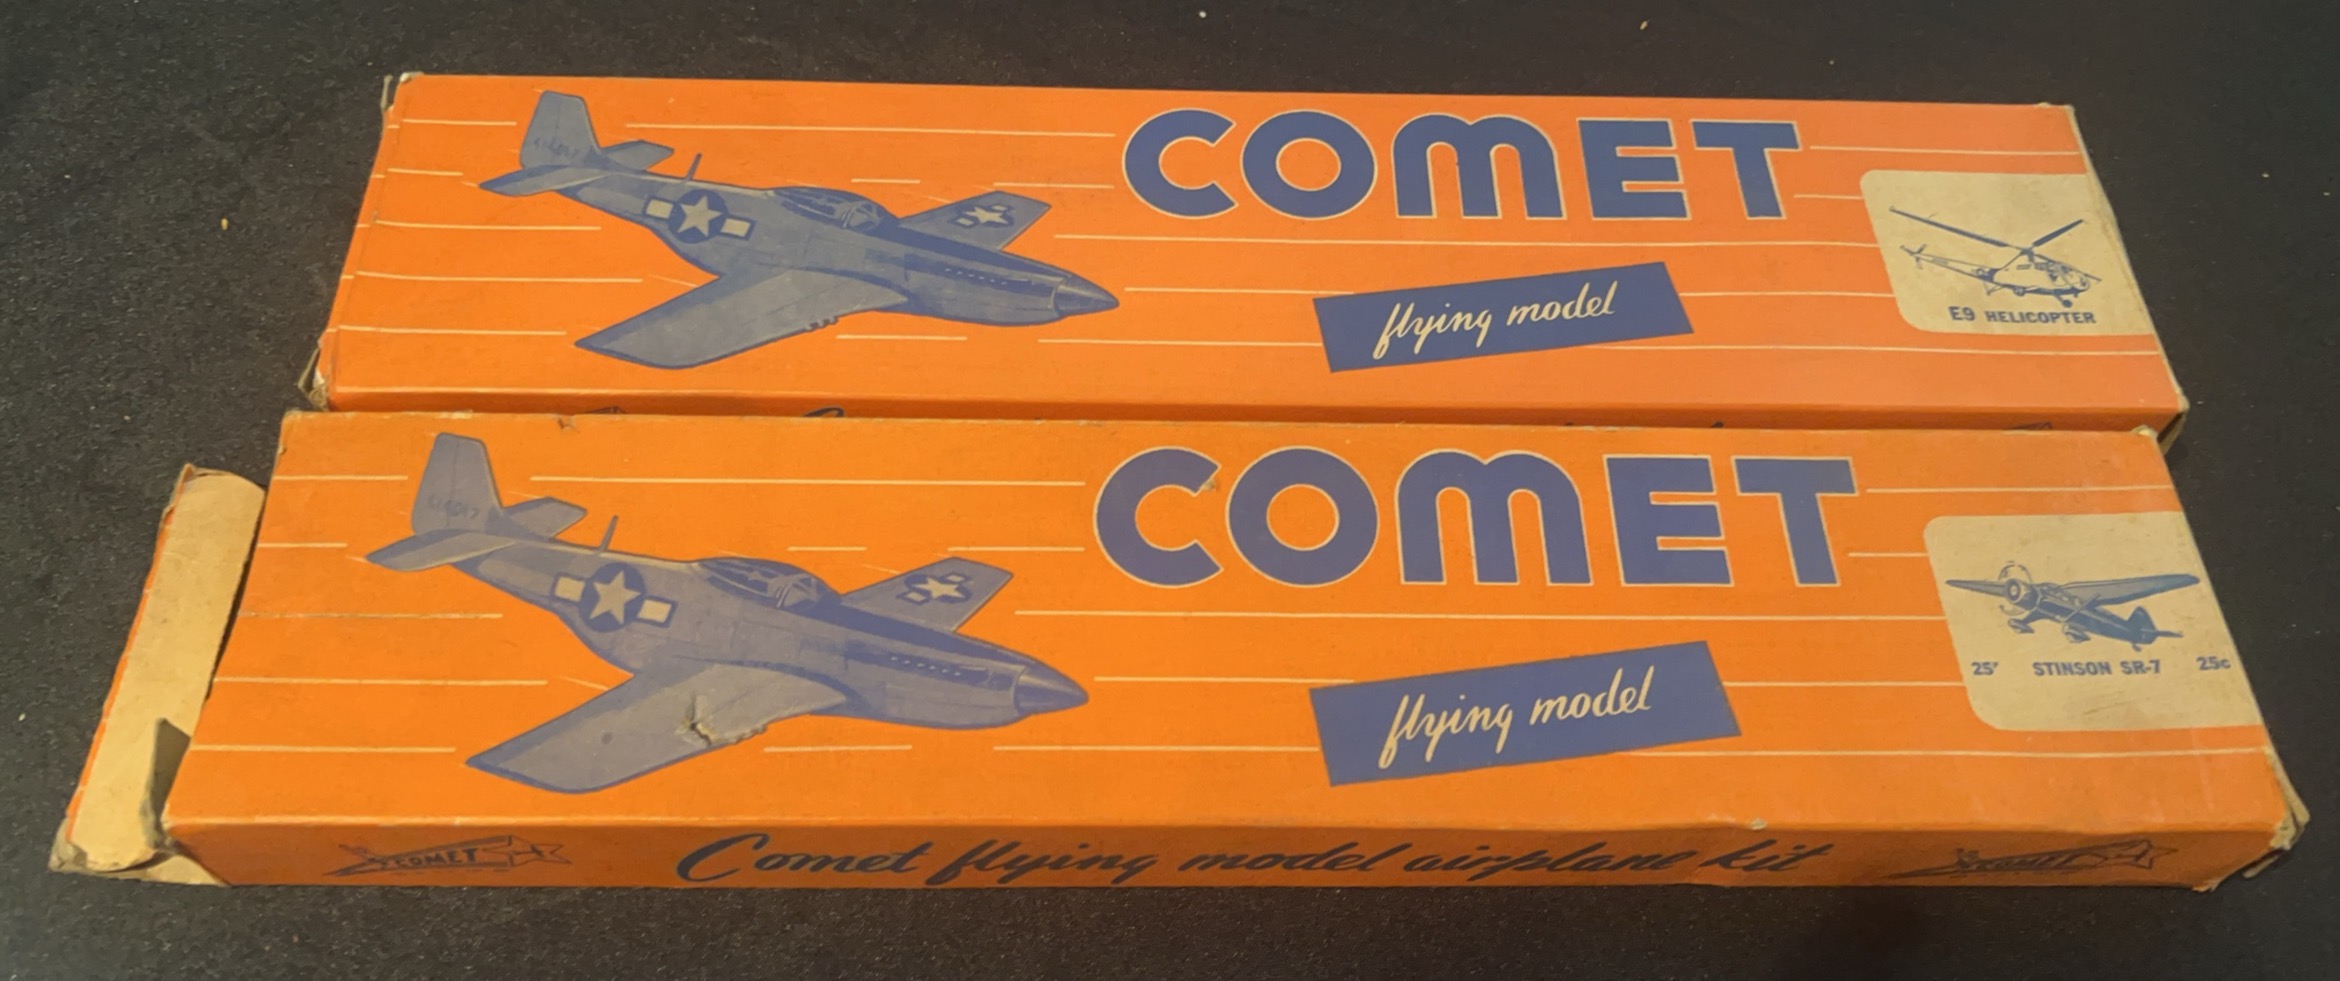 COMET
flying model
E9 HELICOPTER
COMET
flying model
25" STINSON SR-7 25c
COMET Comet flying model airplane kit COMET